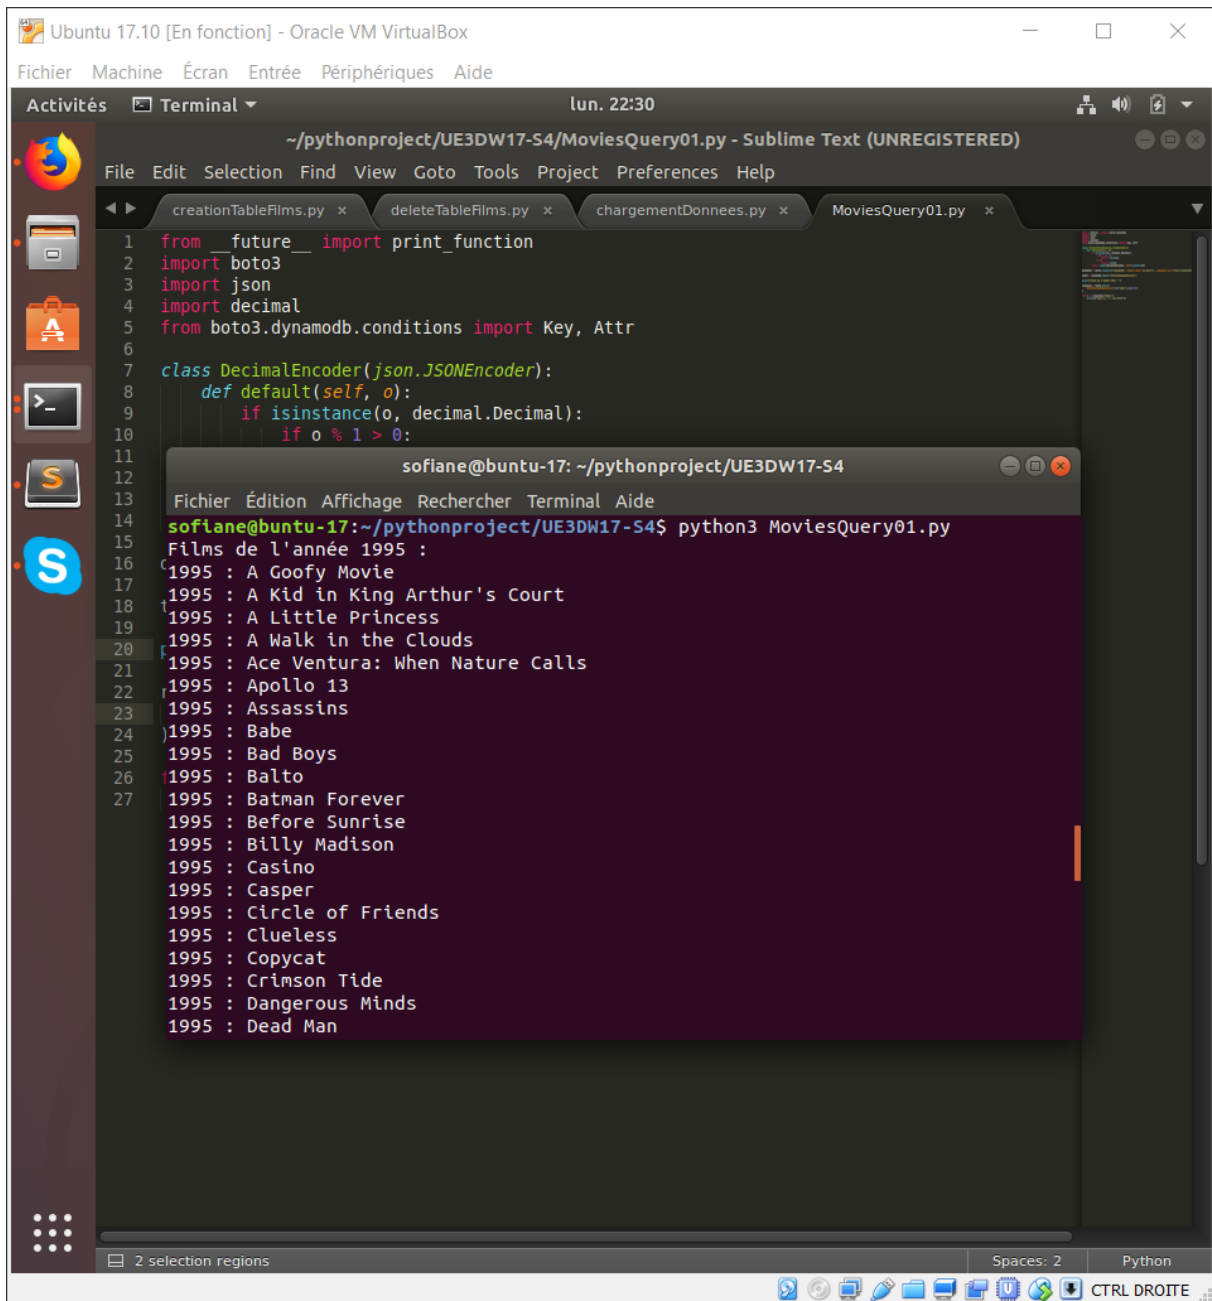 Ubuntu 17.10 [En fonction] - Oracle VM VirtualBox
Fichier Machine Écran Entrée Périphériques Aide
Activités Terminal lun. 22:30
~/pythonproject/UE3DW17-S4/MoviesQuery01.py - Sublime Text (UNREGISTERED)
File Edit Selection Find View Goto Tools Project Preferences Help
creationTableFilms.py × deleteTableFilms.py × chargementDonnees.py × MoviesQuery01.py ×
1 from __future__ import print_function
2 import boto3
3 import json
4 import decimal
5 from boto3.dynamodb.conditions import Key, Attr
6
7 class DecimalEncoder(json.JSONEncoder):
8 def default(self, o):
9 if isinstance(o, decimal.Decimal):
10 if o % 1 > 0:
11
12
13
14
15
16
17
18 t
19
20 p
21
22 r
23
24 )
25
26 f
27
sofiane@buntu-17: ~/pythonproject/UE3DW17-S4
Fichier Édition Affichage Rechercher Terminal Aide
sofiane@buntu-17:~/pythonproject/UE3DW17-S4$ python3 MoviesQuery01.py
Films de l'année 1995 :
1995 : A Goofy Movie
1995 : A Kid in King Arthur's Court
1995 : A Little Princess
1995 : A Walk in the Clouds
1995 : Ace Ventura: When Nature Calls
1995 : Apollo 13
1995 : Assassins
1995 : Babe
1995 : Bad Boys
1995 : Balto
1995 : Batman Forever
1995 : Before Sunrise
1995 : Billy Madison
1995 : Casino
1995 : Casper
1995 : Circle of Friends
1995 : Clueless
1995 : Copycat
1995 : Crimson Tide
1995 : Dangerous Minds
1995 : Dead Man
2 selection regions Spaces: 2 Python
CTRL DROITE